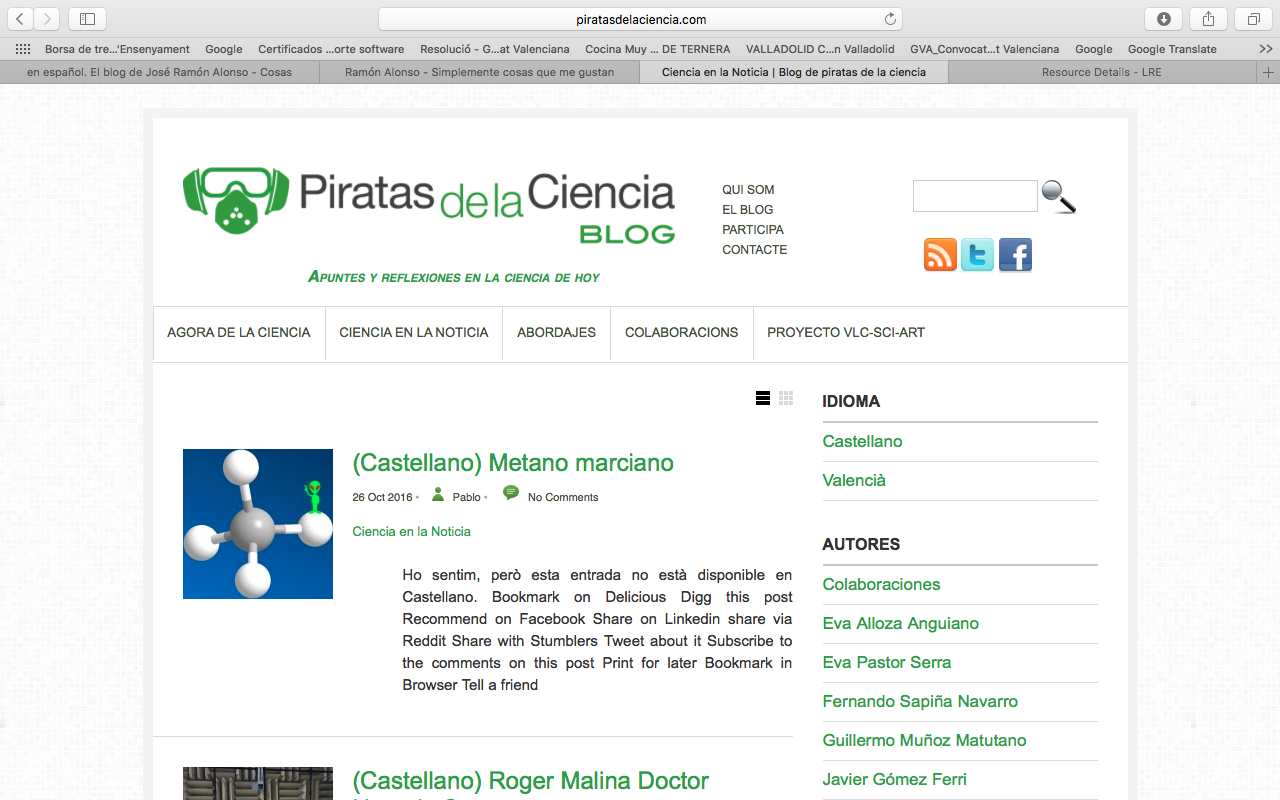 piratasdelaciencia.com
Borsa de tre...'Ensenyament Google Certificados ...orte software Resolució - G...at Valenciana Cocina Muy ... DE TERNERA VALLADOLID C...n Valladolid GVA_Convocat...t Valenciana Google Google Translate >>
en español. El blog de José Ramón Alonso - Cosas Ramón Alonso - Simplemente cosas que me gustan Ciencia en la Noticia | Blog de piratas de la ciencia Resource Details - LRE +
Piratas de la Ciencia
BLOG
Apuntes y reflexiones en la ciencia de hoy
QUI SOM
EL BLOG
PARTICIPA
CONTACTE
AGORA DE LA CIENCIA CIENCIA EN LA NOTICIA ABORDAJES COLABORACIONS PROYECTO VLC-SCI-ART
(Castellano) Metano marciano
26 Oct 2016 • Pablo • No Comments
Ciencia en la Noticia
Ho sentim, però esta entrada no està disponible en
Castellano. Bookmark on Delicious Digg this post
Recommend on Facebook Share on Linkedin share via
Reddit Share with Stumblers Tweet about it Subscribe to
the comments on this post Print for later Bookmark in
Browser Tell a friend
(Castellano) Roger Malina Doctor
IDIOMA
Castellano
Valencià
AUTORES
Colaboraciones
Eva Alloza Anguiano
Eva Pastor Serra
Fernando Sapiña Navarro
Guillermo Muñoz Matutano
Javier Gómez Ferri